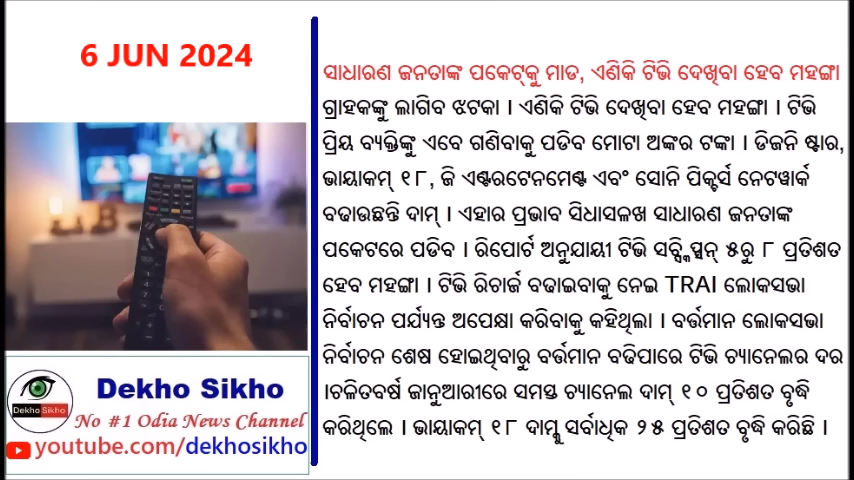 6 JUN 2024
ସାଧାରଣ ଜନତାଙ୍କ ପକେଟ୍‌କୁ ମାଡ, ଏଣିକି ଟିଭି ଦେଖିବା ହେବ ମହଙ୍ଗା
ଗ୍ରାହକଙ୍କୁ ଲାଗିବ ଝଟକା । ଏଣିକି ଟିଭି ଦେଖିବା ହେବ ମହଙ୍ଗା । ଟିଭି
ପ୍ରିୟ ବ୍ୟକ୍ତିଙ୍କୁ ଏବେ ଗଣିବାକୁ ପଡିବ ମୋଟା ଅଙ୍କର ଟଙ୍କା । ଡିଜନି ଷ୍ଟାର,
ଭାୟାକମ୍ ୧୮, ଜି ଏଣ୍ଟରଟେନମେଣ୍ଟ ଏବଂ ସୋନି ପିକ୍ଚର୍ସ ନେଟୱାର୍କ
ବଢାଉଛନ୍ତି ଦାମ୍ । ଏହାର ପ୍ରଭାବ ସିଧାସଳଖ ସାଧାରଣ ଜନତାଙ୍କ
ପକେଟରେ ପଡିବ । ରିପୋର୍ଟ ଅନୁଯାୟୀ ଟିଭି ସବ୍ସ୍କ୍ରିପ୍ସନ୍ ୫ରୁ ୮ ପ୍ରତିଶତ
ହେବ ମହଙ୍ଗା । ଟିଭି ରିଚାର୍ଜ ବଢାଇବାକୁ ନେଇ TRAI ଲୋକସଭା
ନିର୍ବାଚନ ପର୍ଯ୍ୟନ୍ତ ଅପେକ୍ଷା କରିବାକୁ କହିଥିଲା । ବର୍ତ୍ତମାନ ଲୋକସଭା
ନିର୍ବାଚନ ଶେଷ ହୋଇଥିବାରୁ ବର୍ତ୍ତମାନ ବଢିପାରେ ଟିଭି ଚ୍ୟାନେଲର ଦର
।ଚଳିତବର୍ଷ ଜାନୁଆରୀରେ ସମସ୍ତ ଚ୍ୟାନେଲ ଦାମ୍ ୧୦ ପ୍ରତିଶତ ବୃଦ୍ଧି
କରିଥିଲେ । ଭାୟାକମ୍ ୧୮ ଦାମ୍କୁ ସର୍ବାଧିକ ୨୫ ପ୍ରତିଶତ ବୃଦ୍ଧି କରିଛି ।
Dekho Sikho
Dekho Sikho
No #1 Odia News Channel
youtube.com/dekhosikho